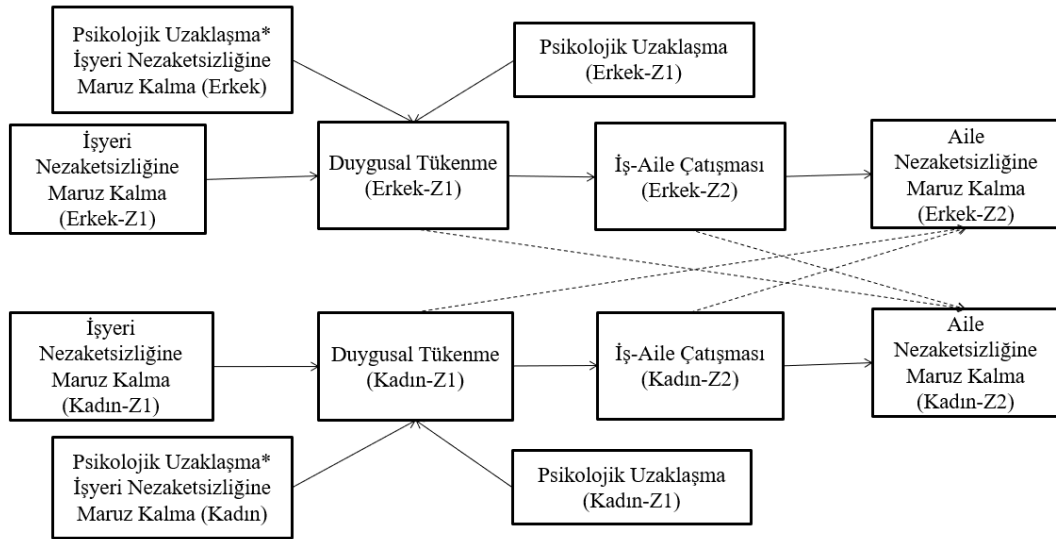 Psikolojik Uzaklaşma*
İşyeri Nezaketsizliğine
Maruz Kalma (Erkek)
Psikolojik Uzaklaşma
(Erkek-Z1)
İşyeri
Nezaketsizliğine
Maruz Kalma
(Erkek-Z1)
Duygusal Tükenme
(Erkek-Z1)
İş-Aile Çatışması
(Erkek-Z2)
Aile
Nezaketsizliğine
Maruz Kalma
(Erkek-Z2)
İşyeri
Nezaketsizliğine
Maruz Kalma
(Kadın-Z1)
Duygusal Tükenme
(Kadın-Z1)
İş-Aile Çatışması
(Kadın-Z2)
Aile
Nezaketsizliğine
Maruz Kalma
(Kadın-Z2)
Psikolojik Uzaklaşma*
İşyeri Nezaketsizliğine
Maruz Kalma (Kadın)
Psikolojik Uzaklaşma
(Kadın-Z1)